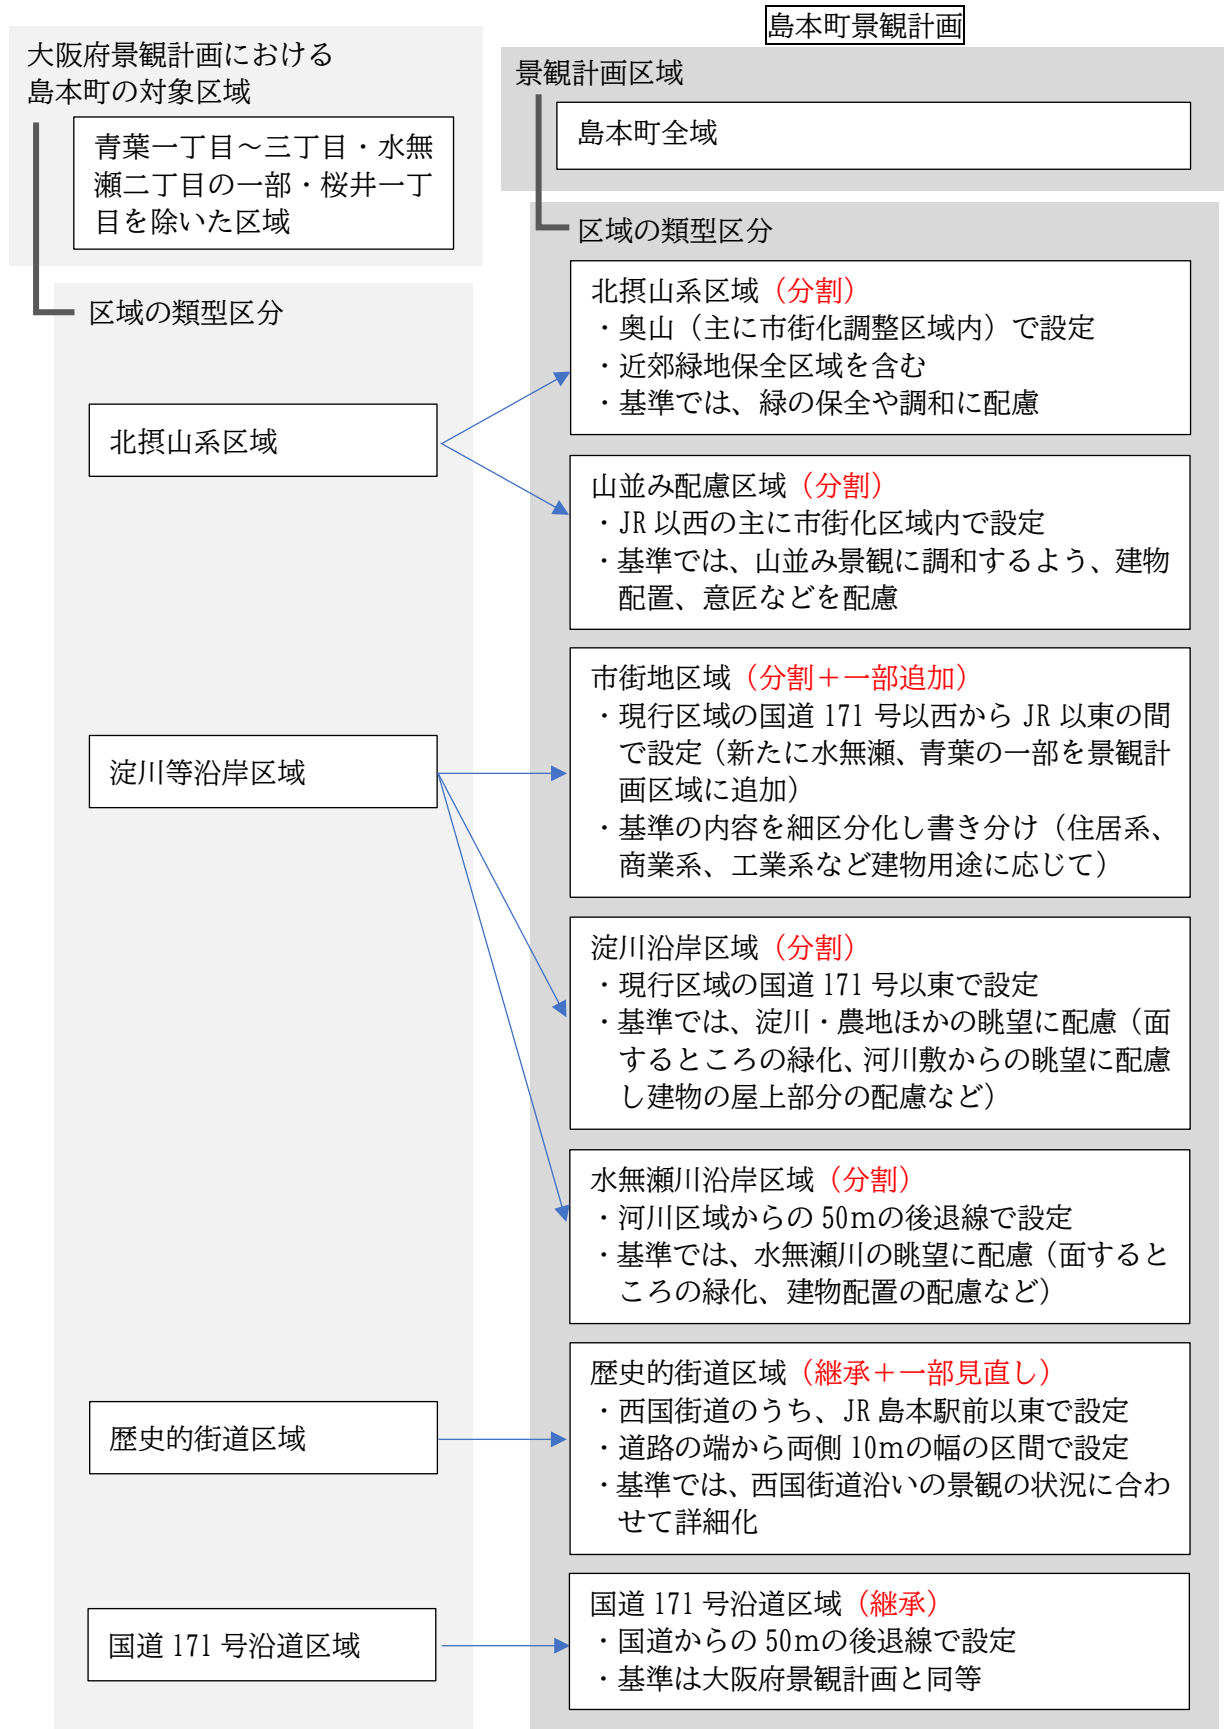 島本町景観計画
大阪府景観計画における
島本町の対象区域
青葉一丁目～三丁目・水無
瀬二丁目の一部・桜井一丁
目を除いた区域
区域の類型区分
北摂山系区域
淀川等沿岸区域
歴史的街道区域
国道 171 号沿道区域
景観計画区域
島本町全域
区域の類型区分
北摂山系区域（分割）
・奥山（主に市街化調整区域内）で設定
・近郊緑地保全区域を含む
・基準では、緑の保全や調和に配慮
山並み配慮区域（分割）
・JR 以西の主に市街化区域内で設定
・基準では、山並み景観に調和するよう、建物
配置、意匠などを配慮
市街地区域（分割＋一部追加）
・現行区域の国道 171 号以西から JR 以東の間
で設定（新たに水無瀬、青葉の一部を景観計
画区域に追加）
・基準の内容を細区分化し書き分け（住居系、
商業系、工業系など建物用途に応じて）
淀川沿岸区域（分割）
・現行区域の国道 171 号以東で設定
・基準では、淀川・農地ほかの眺望に配慮（面
するところの緑化、河川敷からの眺望に配慮
し建物の屋上部分の配慮など）
水無瀬川沿岸区域（分割）
・河川区域からの 50ｍの後退線で設定
・基準では、水無瀬川の眺望に配慮（面すると
ころの緑化、建物配置の配慮など）
歴史的街道区域（継承＋一部見直し）
・西国街道のうち、JR 島本駅前以東で設定
・道路の端から両側 10ｍの幅の区間で設定
・基準では、西国街道沿いの景観の状況に合わ
せて詳細化
国道 171 号沿道区域（継承）
・国道からの 50ｍの後退線で設定
・基準は大阪府景観計画と同等